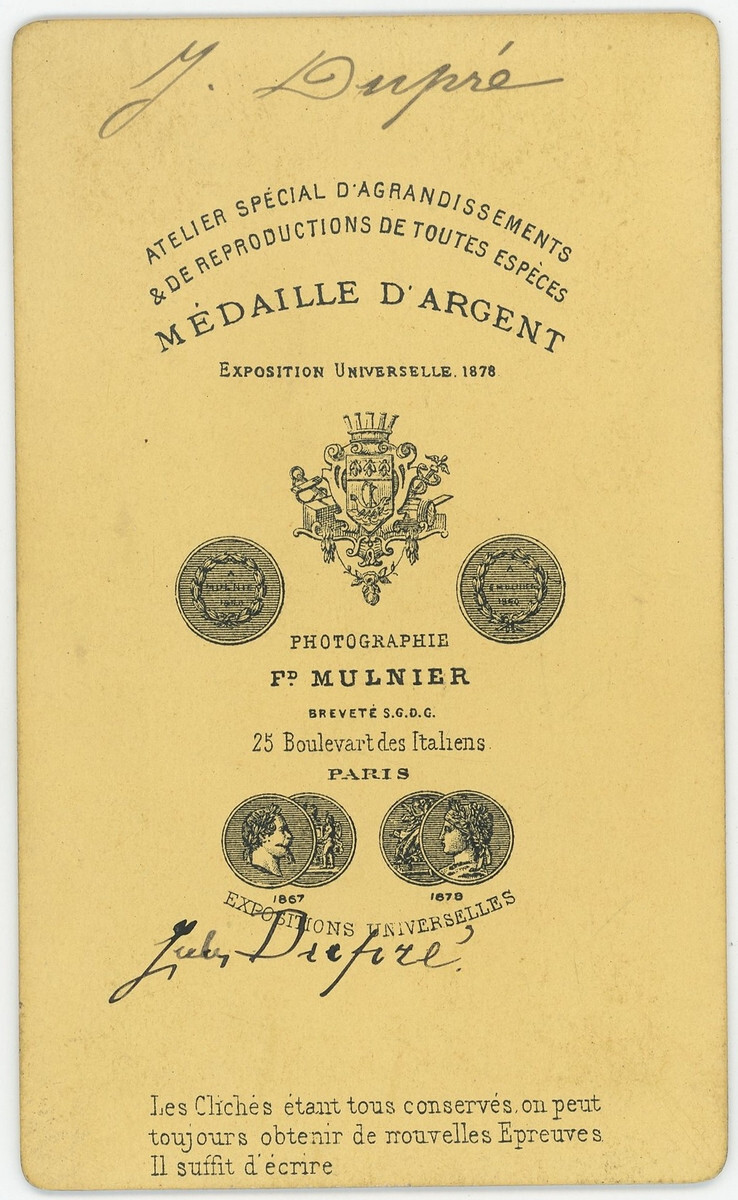 J. Dupré
ATELIER SPÉCIAL D'AGRANDISSEMENTS
& DE REPRODUCTIONS DE TOUTES ESPÈCES
MÉDAILLE D'ARGENT
EXPOSITION UNIVERSELLE. 1878
A
A
PHOTOGRAPHIE
FD MULNIER
BREVETÉ S.G.D.G.
25 Boulevart des Italiens
PARIS
1867 1878
EXPOSITIONS UNIVERSELLES
Jules Dupré
Les Clichés étant tous conservés, on peut
toujours obtenir de nouvelles Epreuves
Il suffit d'écrire